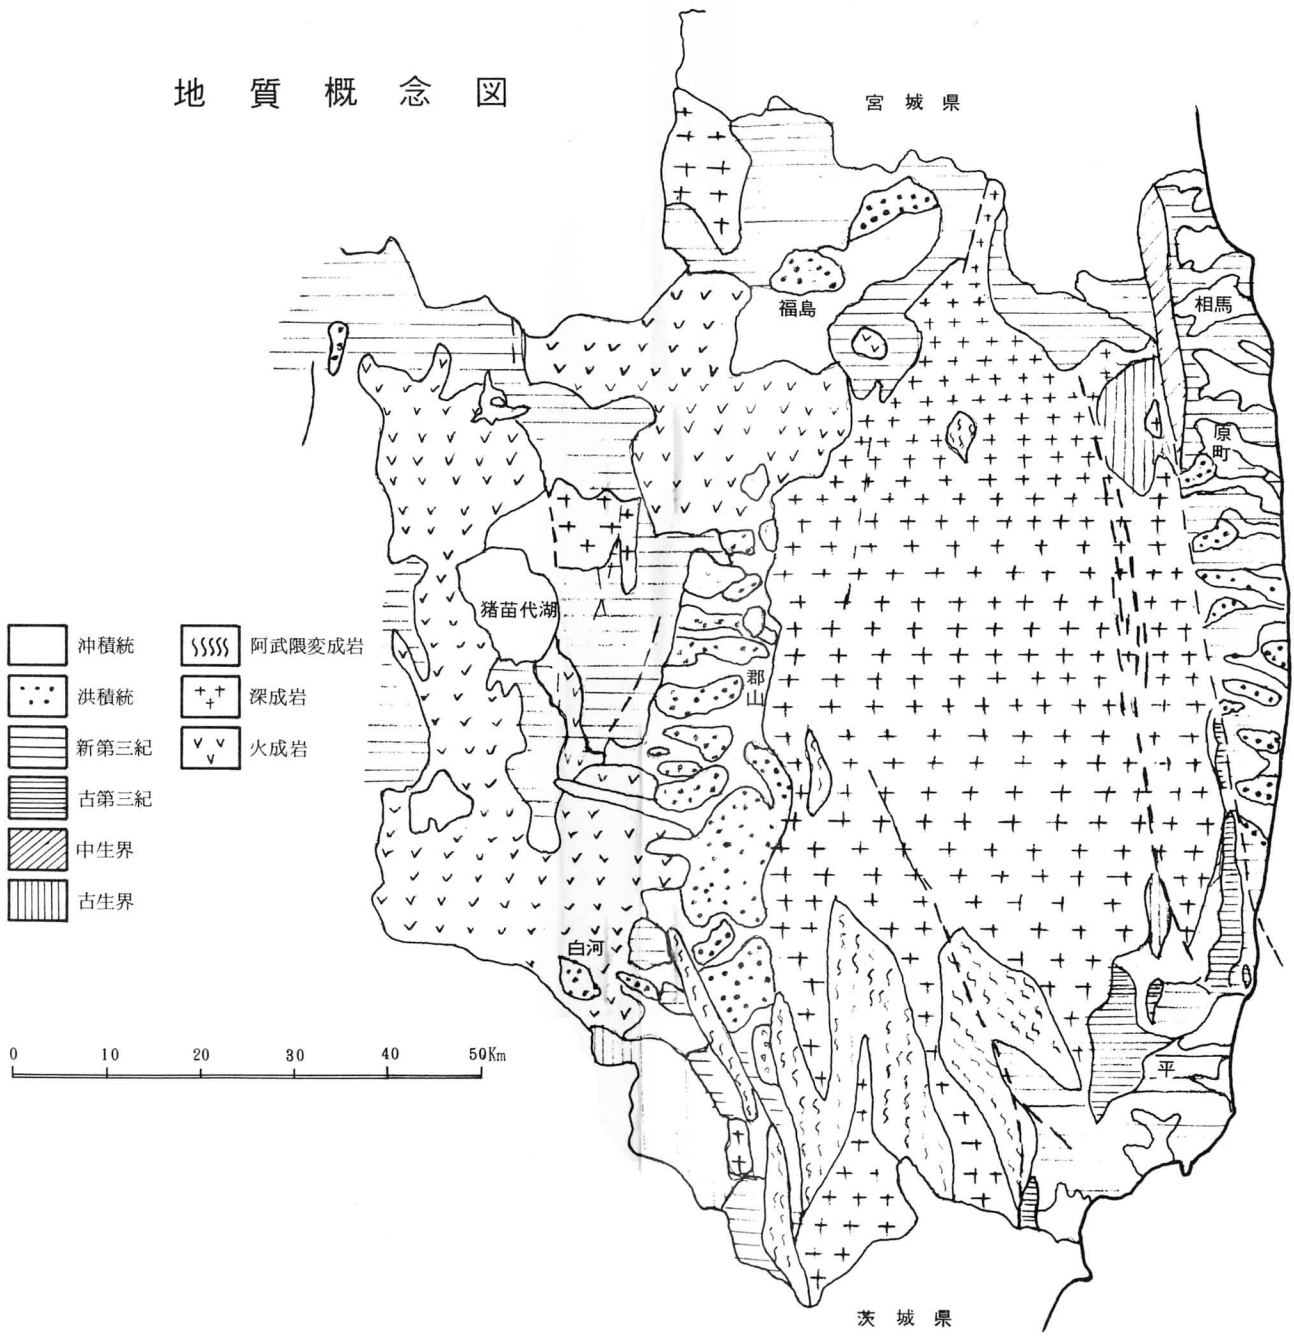 地質概念図
宮城県
福島
相馬
原町
猪苗代湖
郡山
沖積統
阿武隈変成岩
洪積統
深成岩
新第三紀
火成岩
古第三紀
中生界
古生界
白河
0 10 20 30 40 50Km
平
茨城県